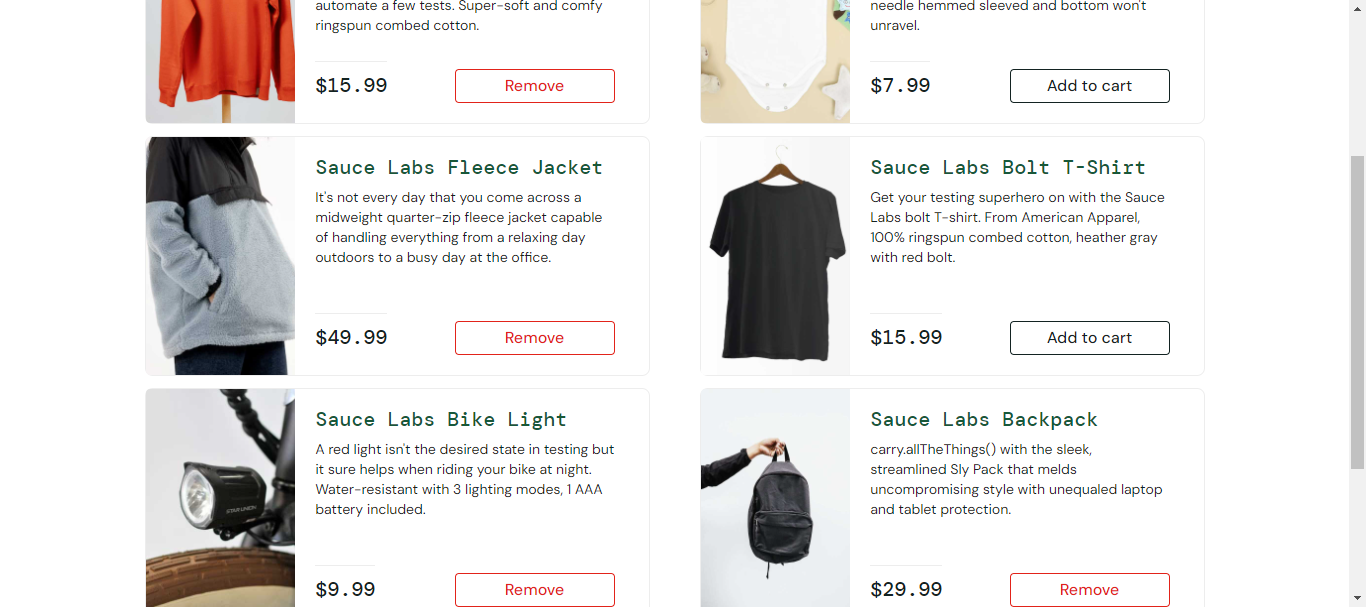 automate a few tests. Super-soft and comfy
ringspun combed cotton.
$15.99
Remove
needle hemmed sleeved and bottom won't
unravel.
$7.99
Add to cart
Sauce Labs Fleece Jacket
It's not every day that you come across a
midweight quarter-zip fleece jacket capable
of handling everything from a relaxing day
outdoors to a busy day at the office.
$49.99
Remove
Sauce Labs Bolt T-Shirt
Get your testing superhero on with the Sauce
Labs bolt T-shirt. From American Apparel,
100% ringspun combed cotton, heather gray
with red bolt.
$15.99
Add to cart
Sauce Labs Bike Light
A red light isn't the desired state in testing but
it sure helps when riding your bike at night.
Water-resistant with 3 lighting modes, 1 AAA
battery included.
STAR UNION
$9.99
Remove
Sauce Labs Backpack
carry.allTheThings() with the sleek,
streamlined Sly Pack that melds
uncompromising style with unequaled laptop
and tablet protection.
$29.99
Remove